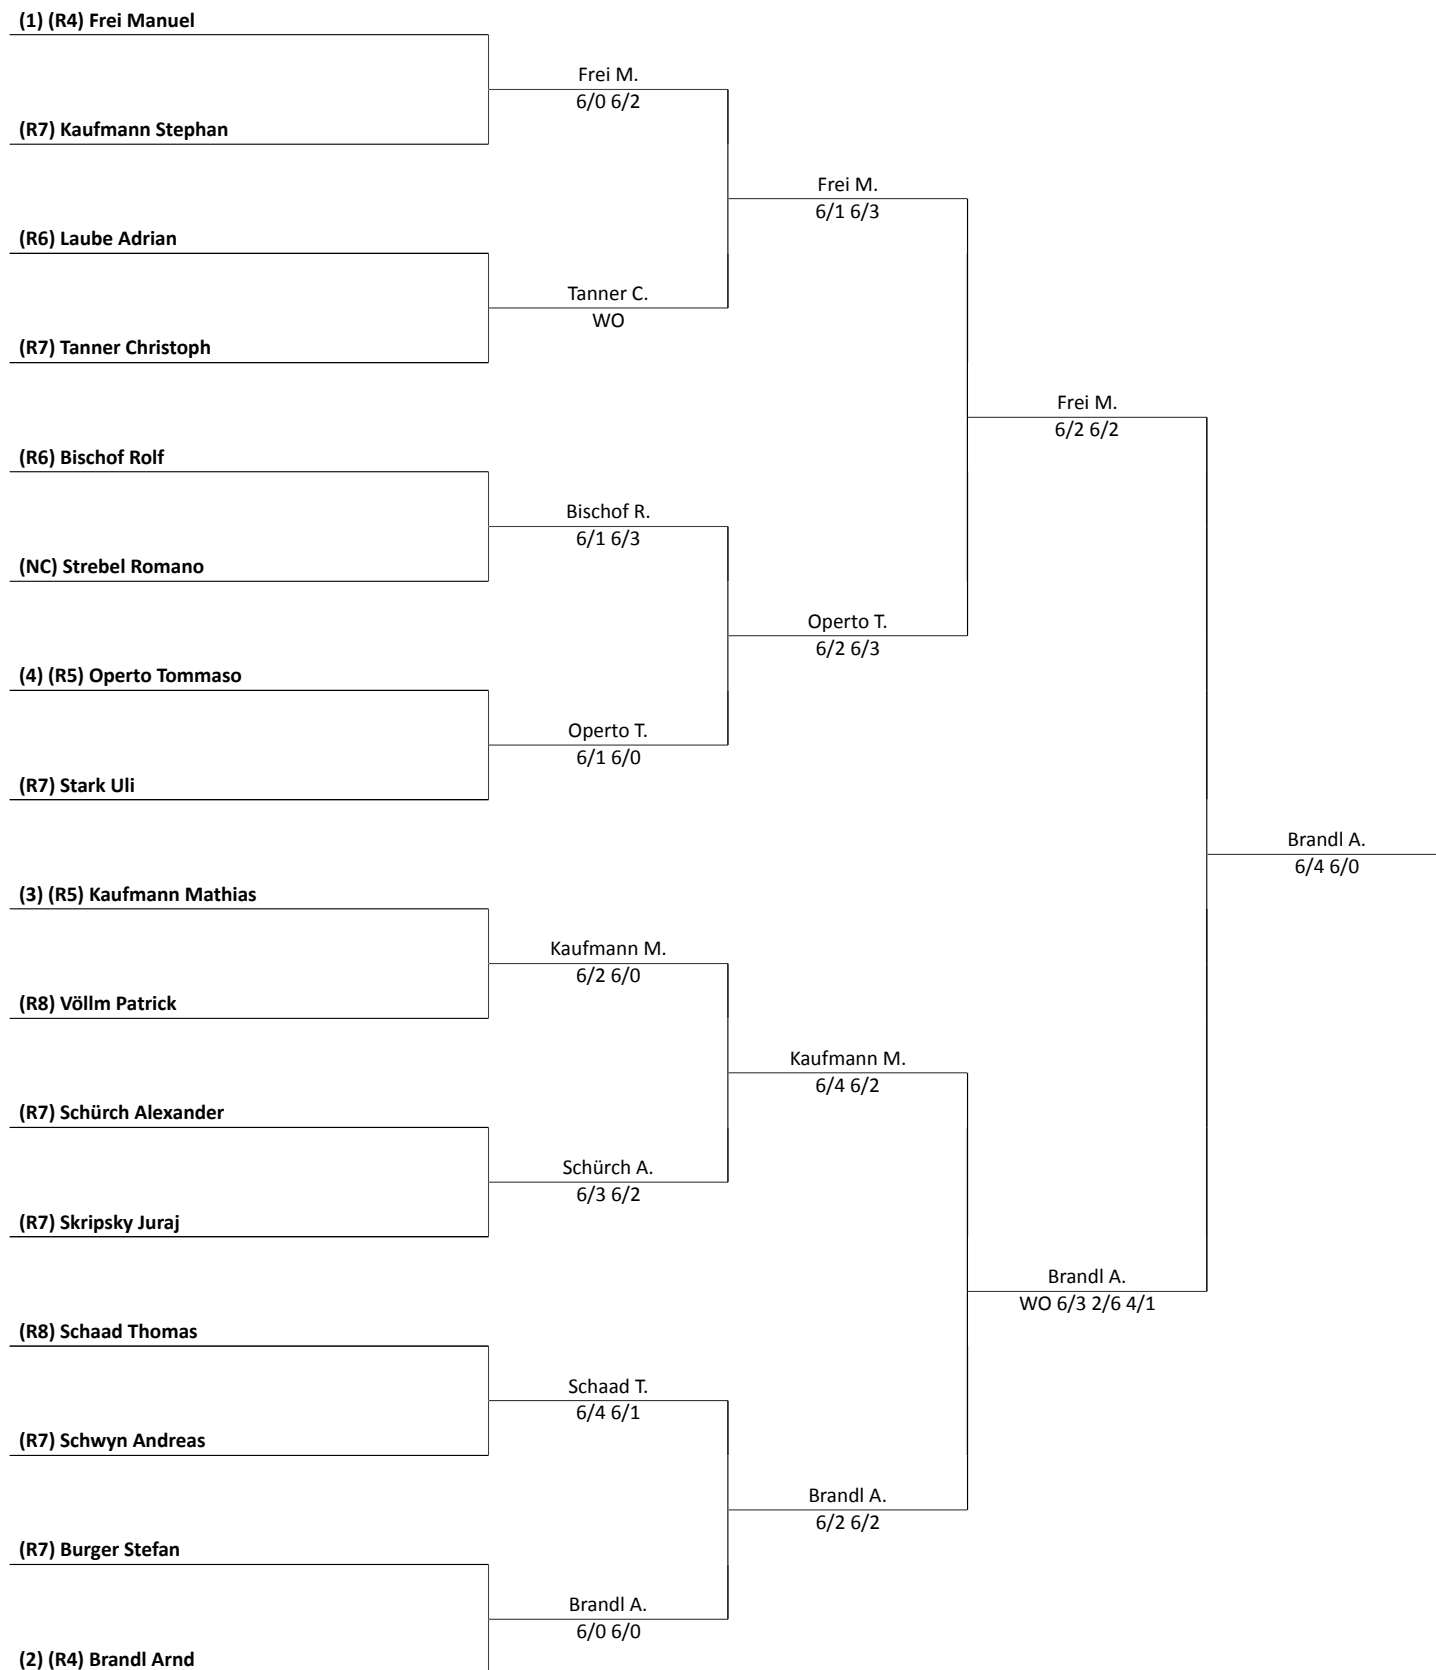 (1) (R4) Frei Manuel
Frei M.
6/0 6/2
(R7) Kaufmann Stephan
Frei M.
6/1 6/3
(R6) Laube Adrian
Tanner C.
WO
(R7) Tanner Christoph
Frei M.
6/2 6/2
(R6) Bischof Rolf
Bischof R.
6/1 6/3
(NC) Strebel Romano
Operto T.
6/2 6/3
(4) (R5) Operto Tommaso
Operto T.
6/1 6/0
(R7) Stark Uli
Brandl A.
6/4 6/0
(3) (R5) Kaufmann Mathias
Kaufmann M.
6/2 6/0
(R8) Völlm Patrick
Kaufmann M.
6/4 6/2
(R7) Schürch Alexander
Schürch A.
6/3 6/2
(R7) Skripsky Juraj
Brandl A.
WO 6/3 2/6 4/1
(R8) Schaad Thomas
Schaad T.
6/4 6/1
(R7) Schwyn Andreas
Brandl A.
6/2 6/2
(R7) Burger Stefan
Brandl A.
6/0 6/0
(2) (R4) Brandl Arnd